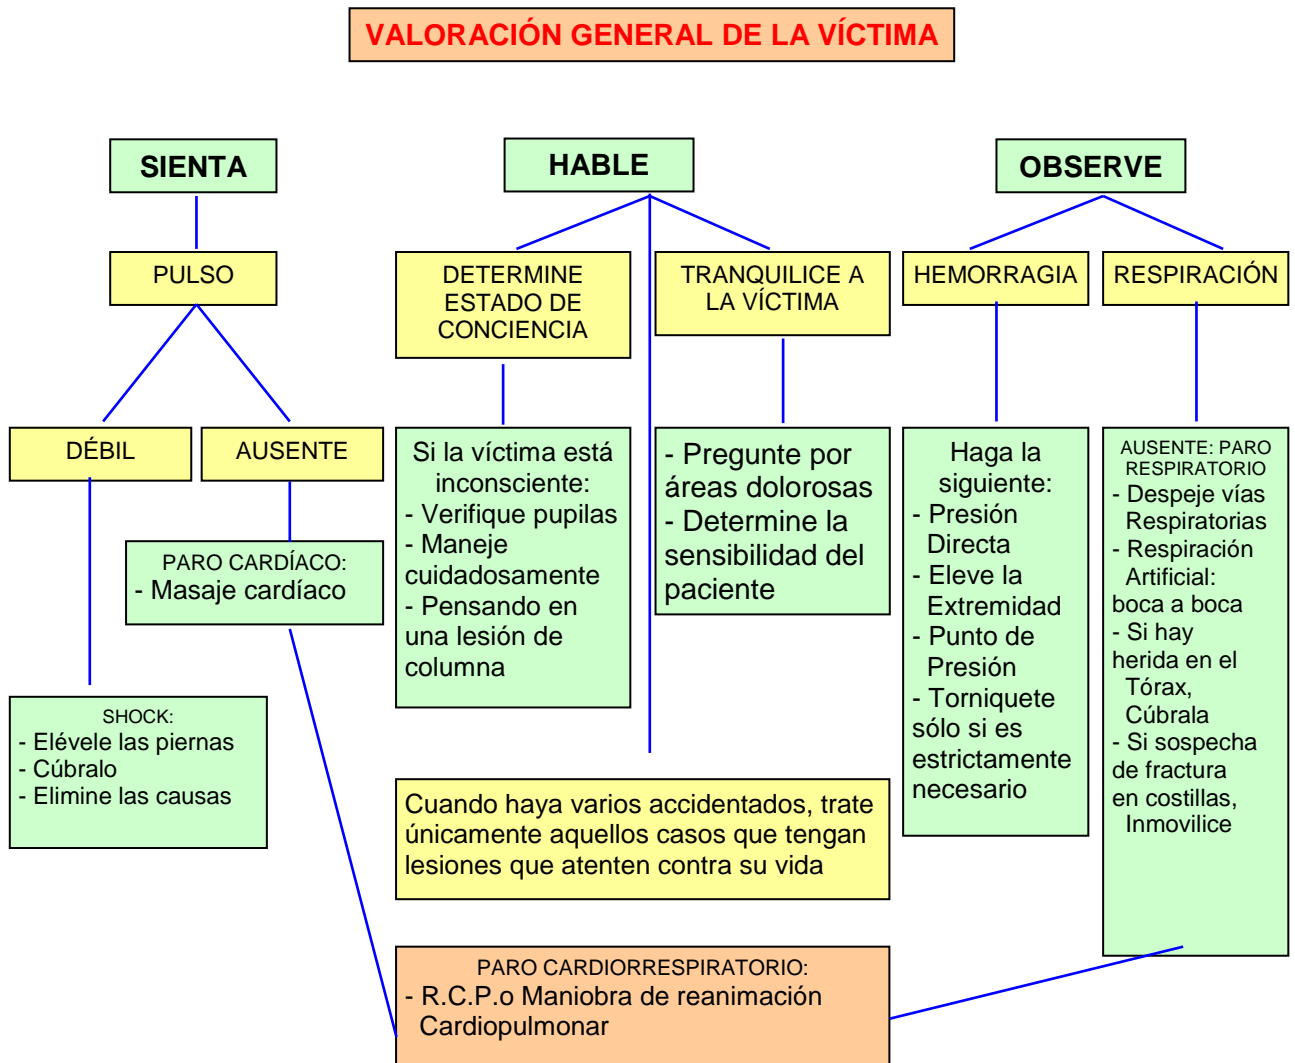 VALORACIÓN GENERAL DE LA VÍCTIMA
SIENTA
HABLE
OBSERVE
PULSO
DETERMINE
ESTADO DE
CONCIENCIA
TRANQUILICE A
LA VÍCTIMA
HEMORRAGIA
RESPIRACIÓN
DÉBIL
AUSENTE
PARO CARDÍACO:
- Masaje cardíaco
SHOCK:
- Elévele las piernas
- Cúbralo
- Elimine las causas
Si la víctima está
inconsciente:
- Verifique pupilas
- Maneje
cuidadosamente
- Pensando en
una lesión de
columna
- Pregunte por
áreas dolorosas
- Determine la
sensibilidad del
paciente
Haga la
siguiente:
- Presión
Directa
- Eleve la
Extremidad
- Punto de
Presión
- Torniquete
sólo si es
estrictamente
necesario
AUSENTE: PARO
RESPIRATORIO
- Despeje vías
Respiratorias
- Respiración
Artificial:
boca a boca
- Si hay
herida en el
Tórax,
Cúbrala
- Si sospecha
de fractura
en costillas,
Inmovilice
Cuando haya varios accidentados, trate
únicamente aquellos casos que tengan
lesiones que atenten contra su vida
PARO CARDIORRESPIRATORIO:
- R.C.P.o Maniobra de reanimación
Cardiopulmonar